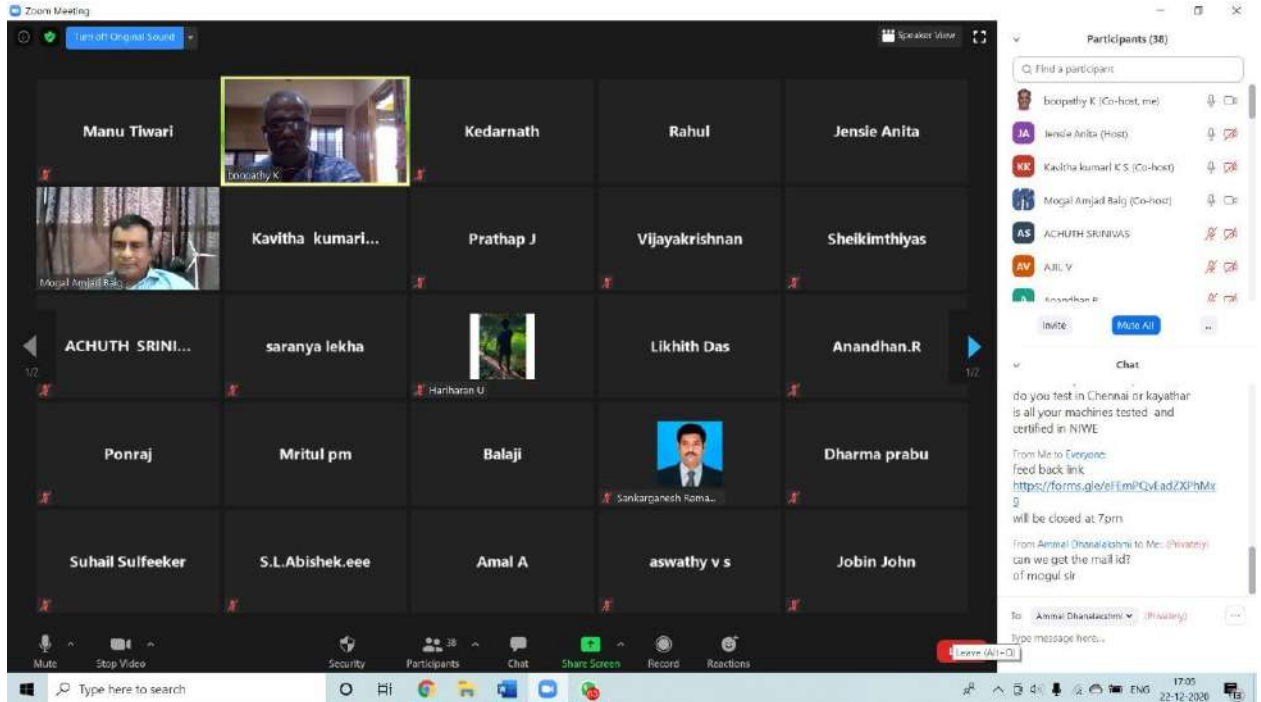 Zoom Meeting
Turn off Original Sound
Speaker View
Manu Tiwari
boopathy K
Kedarnath
Rahul
Jensie Anita
Mogal Amjad Baig
Kavitha kumari...
Prathap J
Vijayakrishnan
Sheikimthiyas
ACHUTH SRINI...
saranya lekha
Hariharan U
Likhith Das
Anandhan.R
1/2
1/2
Ponraj
Mritul pm
Balaji
Sankarganesh Rama...
Dharma prabu
Suhail Sulfeeker
S.L.Abishek.eee
Amal A
aswathy v s
Jobin John
Mute
Stop Video
Security
Participants
38
Chat
Share Screen
Record
Reactions
Leave (Alt+Q)
Participants (38)
Find a participant
boopathy K (Co-host, me)
JA Jensie Anita (Host)
KK Kavitha kumari K S (Co-host)
Mogal Amjad Baig (Co-host)
AS ACHUTH SRINIVAS
AV AJIL V
A Anandhan R
Invite
Mute All
...
Chat
do you test in Chennai or kayathar
is all your machines tested and
certified in NIWE
From Me to Everyone:
feed back link
will be closed at 7pm
From Ammal Dhanalakshmi to Me: (Privately)
can we get the mail id?
of mogul sir
To: Ammal Dhanalakshmi (Privately)
Type message here...
Type here to search
ENG
17:05
22-12-2020